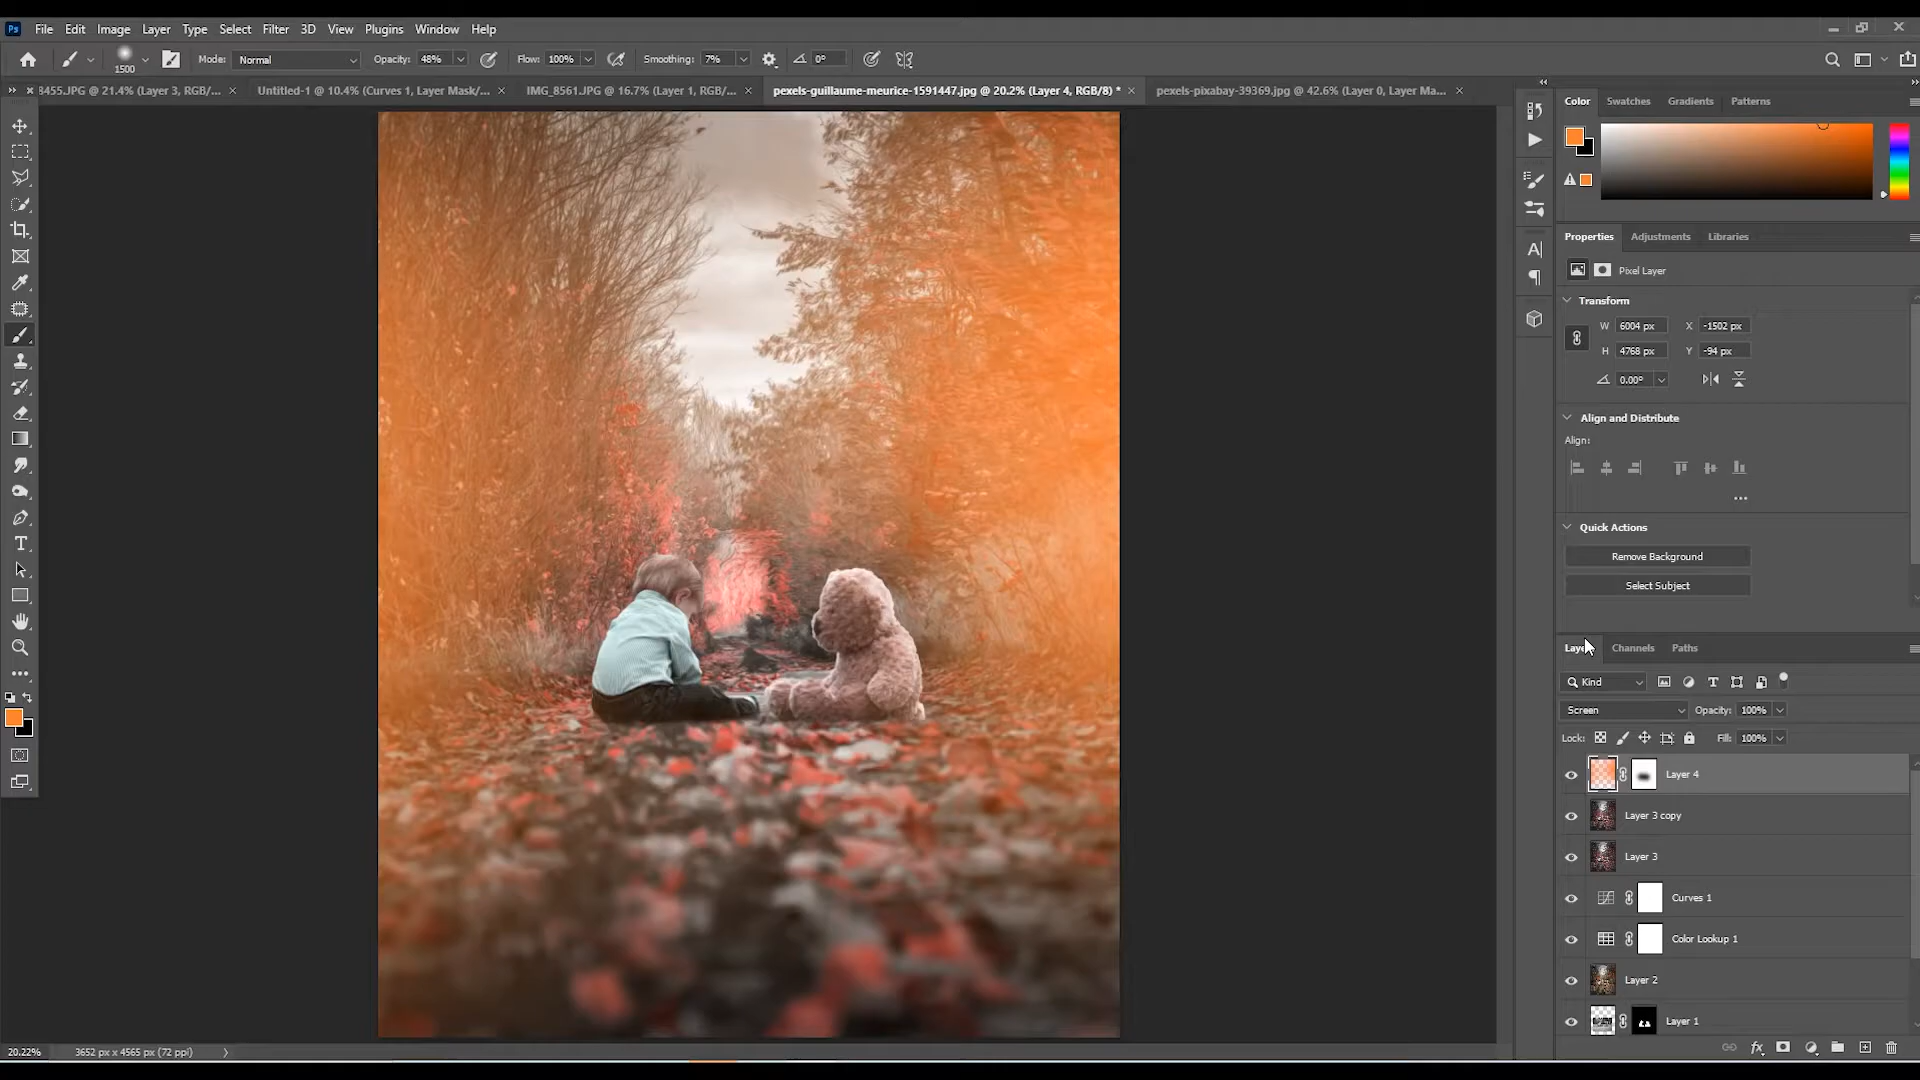 Ps File Edit Image Layer Type Select Filter 3D View Plugins Window Help
1500 Mode: Normal Opacity: 48% Flow: 100% Smoothing: 7% 0°
8455.JPG @ 21.4% (Layer 3, RGB/... Untitled-1 @ 10.4% (Curves 1, Layer Mask/... IMG_8561.JPG @ 16.7% (Layer 1, RGB/... pexels-guillaume-meurice-1591447.jpg @ 20.2% (Layer 4, RGB/8) * pexels-pixabay-39369.jpg @ 42.6% (Layer 0, Layer Ma...
Color Swatches Gradients Patterns
Properties Adjustments Libraries
Pixel Layer
Transform
W 6004 px X -1502 px
H 4768 px Y -94 px
0.00°
Align and Distribute
Align:
Quick Actions
Remove Background
Select Subject
Channels Paths
Kind
Screen Opacity: 100%
Lock: Fill: 100%
Layer 4
Layer 3 copy
Layer 3
Curves 1
Color Lookup 1
Layer 2
Layer 1
fx
20.22% 3652 px x 4565 px (72 ppi)